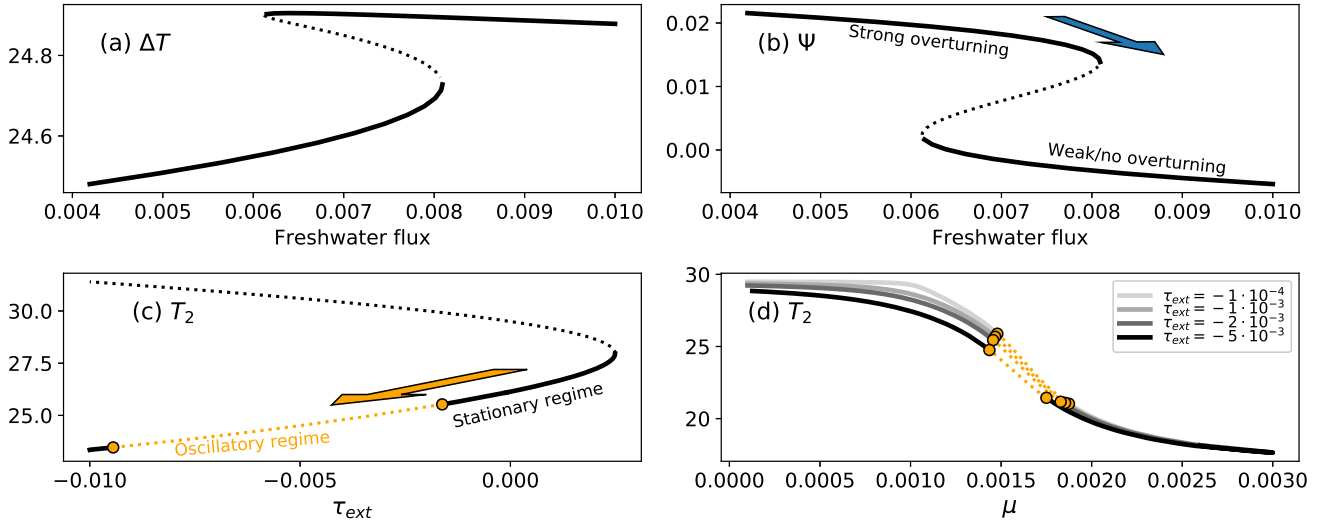 (a) ΔT
24.8
24.6
0.004 0.005 0.006 0.007 0.008 0.009 0.010
Freshwater flux
(b) Ψ
Strong overturning
Weak/no overturning
0.02
0.01
0.00
0.004 0.005 0.006 0.007 0.008 0.009 0.010
Freshwater flux
(c) T₂
30.0
27.5
25.0
Stationary regime
Oscillatory regime
−0.010 −0.005 0.000
τₑₓₜ
(d) T₂
30
25
20
τₑₓₜ = −1 · 10⁻⁴
τₑₓₜ = −1 · 10⁻³
τₑₓₜ = −2 · 10⁻³
τₑₓₜ = −5 · 10⁻³
0.0000 0.0005 0.0010 0.0015 0.0020 0.0025 0.0030
μ